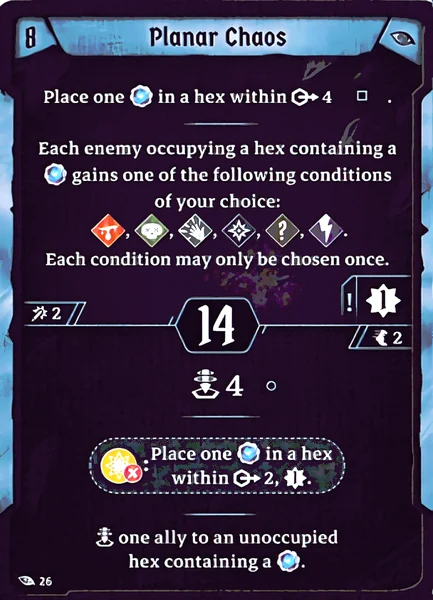 8
Planar Chaos
Place one in a hex within 4 .
Each enemy occupying a hex containing a
gains one of the following conditions
of your choice:
, , , , ? , .
Each condition may only be chosen once.
! 1
2
14
2
4
: Place one in a hex
within 2, 1.
one ally to an unoccupied
hex containing a .
26